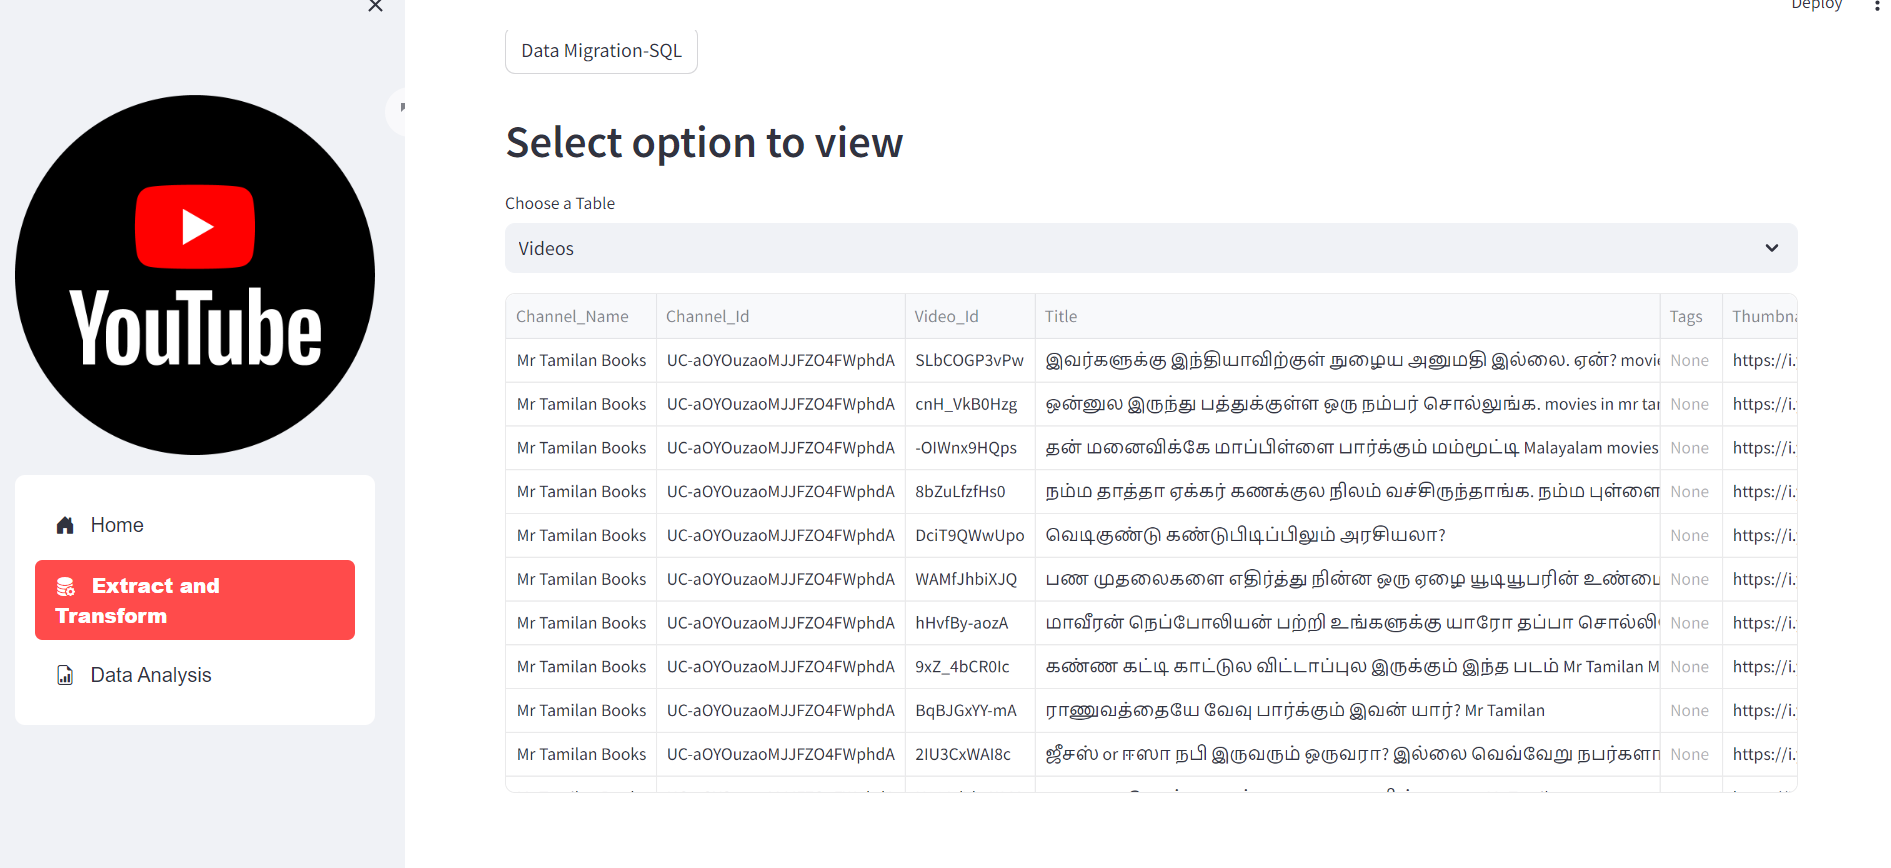 Deploy
Data Migration-SQL
YouTube
Home
Extract and
Transform
Data Analysis
Select option to view
Choose a Table
Videos
Channel_Name Channel_Id Video_Id Title Tags
Mr Tamilan Books UC-aOYOuzaoMJJFZO4FWphdA SLbCOGP3vPw இவர்களுக்கு இந்தியாவிற்குள் நுழைய அனுமதி இல்லை. ஏன்? None https://i.
Mr Tamilan Books UC-aOYOuzaoMJJFZO4FWphdA cnH_VkB0Hzg ஒன்னுல இருந்து பத்துக்குள்ள ஒரு நம்பர் சொல்லுங்க. movies in mr None https://i.
Mr Tamilan Books UC-aOYOuzaoMJJFZO4FWphdA -OIWnx9HQps தன் மனைவிக்கே மாப்பிள்ளை பார்க்கும் மம்மூட்டி Malayalam movies None https://i.
Mr Tamilan Books UC-aOYOuzaoMJJFZO4FWphdA 8bZuLfzfHs0 நம்ம தாத்தா ஏக்கர் கணக்குல நிலம் வச்சிருந்தாங்க. நம்ம புள்ளை None https://i.
Mr Tamilan Books UC-aOYOuzaoMJJFZO4FWphdA DciT9QWwUpo வெடிகுண்டு கண்டுபிடிப்பிலும் அரசியலா? None https://i.
Mr Tamilan Books UC-aOYOuzaoMJJFZO4FWphdA WAMfJhbiXJQ பண முதலைகளை எதிர்த்து நின்ன ஒரு ஏழை யூடியூபரின் None https://i.
Mr Tamilan Books UC-aOYOuzaoMJJFZO4FWphdA hHvfBy-aozA மாவீரன் நெப்போலியன் பற்றி உங்களுக்கு யாரோ தப்பா None https://i.
Mr Tamilan Books UC-aOYOuzaoMJJFZO4FWphdA 9xZ_4bCR0Ic கண்ண கட்டி காட்டுல விட்டாப்புல இருக்கும் இந்த படம் Mr Tamilan M None https://i.
Mr Tamilan Books UC-aOYOuzaoMJJFZO4FWphdA BqBJGxYY-mA ராணுவத்தையே வேவு பார்க்கும் இவன் யார்? Mr Tamilan None https://i.
Mr Tamilan Books UC-aOYOuzaoMJJFZO4FWphdA 2IU3CxWAI8c ஜீசஸ் or ஈஸா நபி இருவரும் ஒருவரா? இல்லை வெவ்வேறு None https://i.